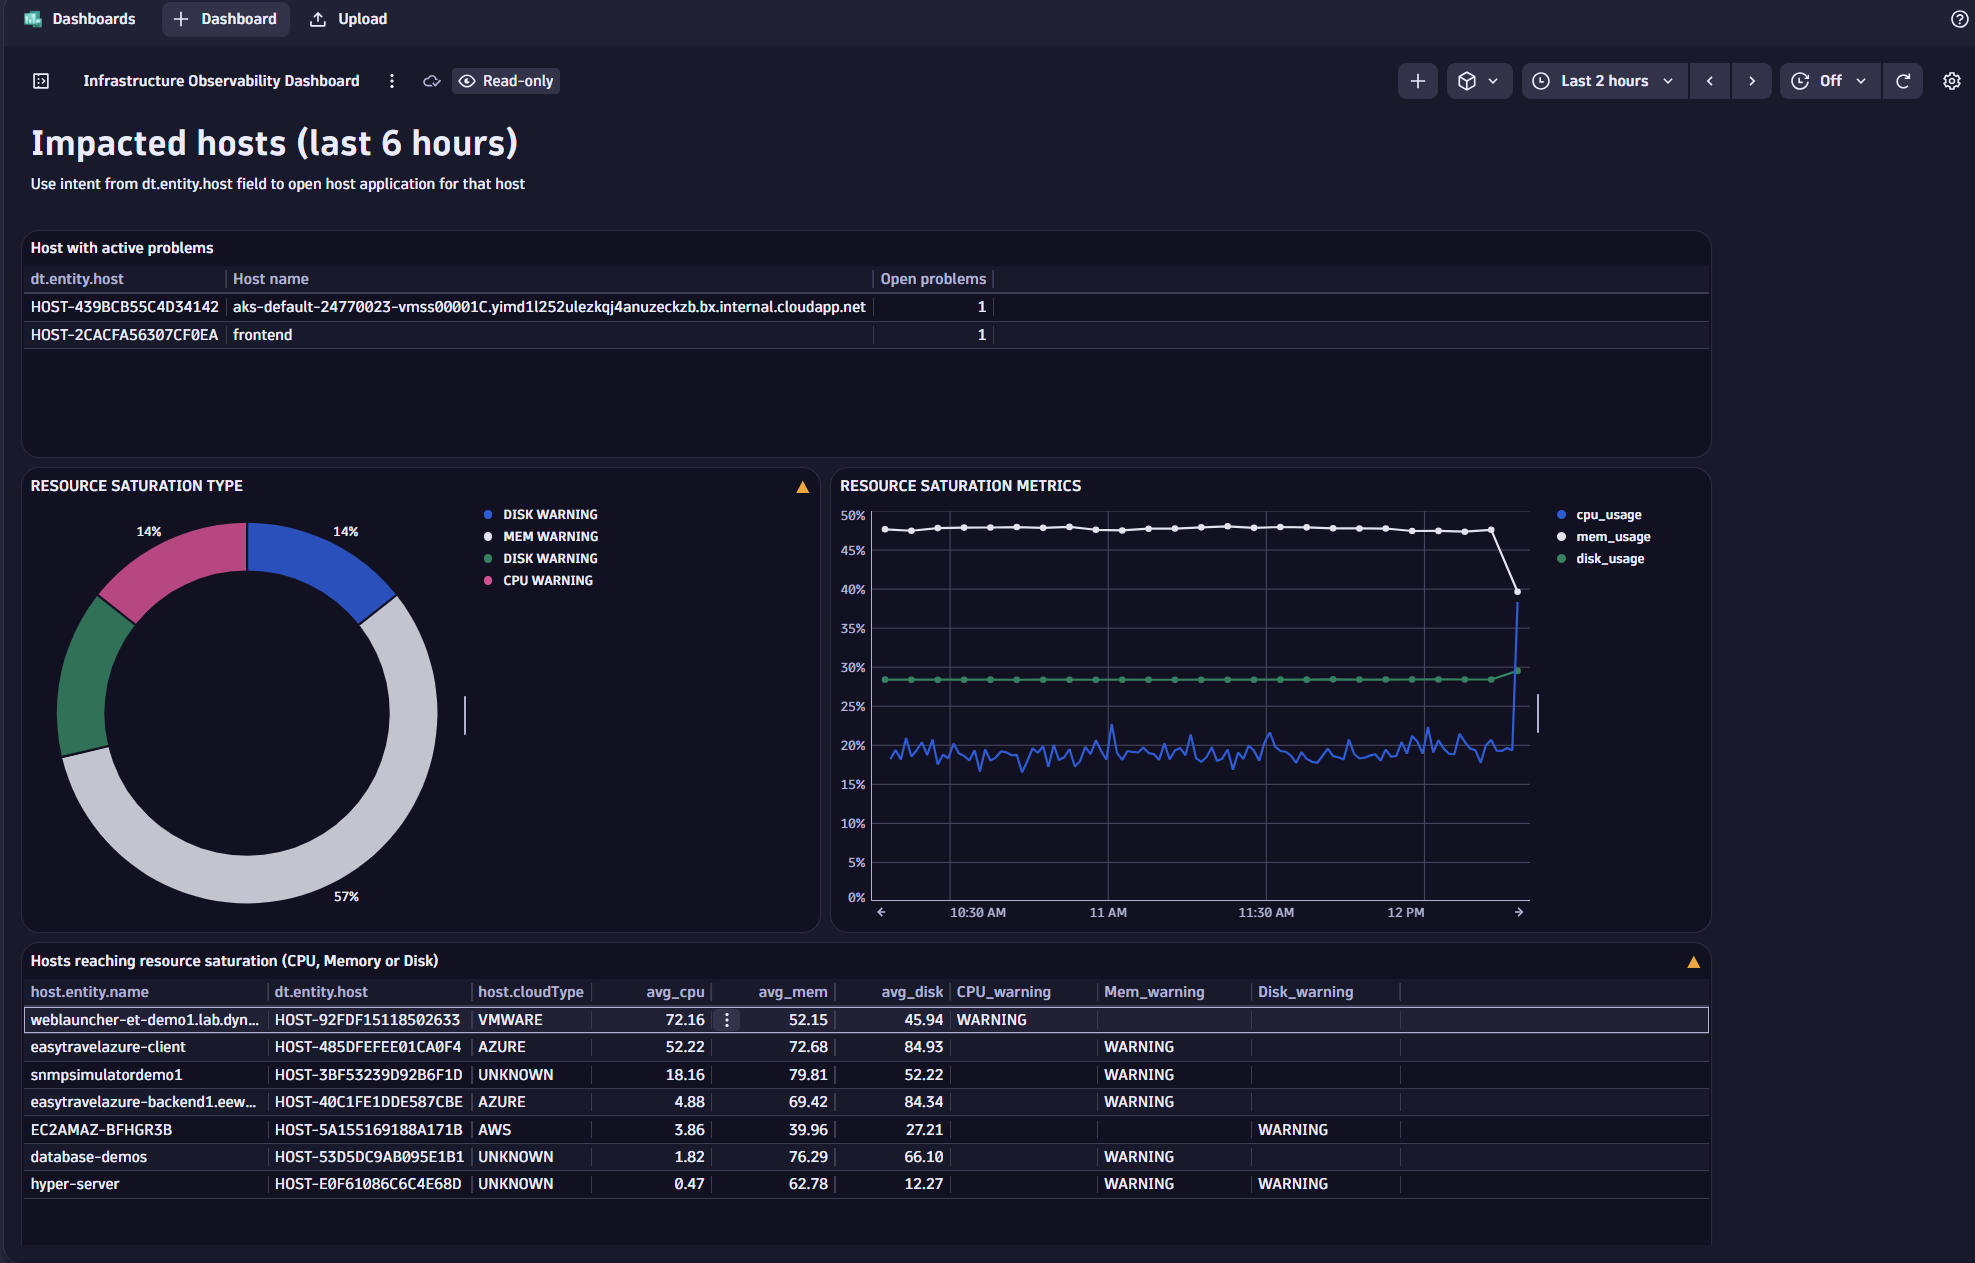 Dashboards
Dashboard
Upload
Infrastructure Observability Dashboard
Read-only
Last 2 hours
Off
Impacted hosts (last 6 hours)
Use intent from dt.entity.host field to open host application for that host
Host with active problems
dt.entity.host Host name Open problems
HOST-439BCB55C4D34142 aks-default-24770023-vmss00001C.yimd1l252ulezkqj4anuzeckzb.bx.internal.cloudapp.net 1
HOST-2CACFA56307CF0EA frontend 1
RESOURCE SATURATION TYPE
14%
14%
57%
DISK WARNING
MEM WARNING
DISK WARNING
CPU WARNING
RESOURCE SATURATION METRICS
50%
45%
40%
35%
30%
25%
20%
15%
10%
5%
0%
10:30 AM 11 AM 11:30 AM 12 PM
cpu_usage
mem_usage
disk_usage
Hosts reaching resource saturation (CPU, Memory or Disk)
host.entity.name dt.entity.host host.cloudType avg_cpu avg_mem avg_disk CPU_warning Mem_warning Disk_warning
weblauncher-et-demo1.lab.dyn... HOST-92FDF15118502633 VMWARE 72.16 52.15 45.94 WARNING
easytravelazure-client HOST-485DFEFEE01CA0F4 AZURE 52.22 72.68 84.93 WARNING
snmpsimulatordemo1 HOST-3BF53239D92B6F1D UNKNOWN 18.16 79.81 52.22 WARNING
easytravelazure-backend1.eew... HOST-40C1FE1DDE587CBE AZURE 4.88 69.42 84.34 WARNING
EC2AMAZ-BFHGR3B HOST-5A155169188A171B AWS 3.86 39.96 27.21 WARNING
database-demos HOST-53D5DC9AB095E1B1 UNKNOWN 1.82 76.29 66.10 WARNING
hyper-server HOST-E0F61086C6C4E68D UNKNOWN 0.47 62.78 12.27 WARNING WARNING